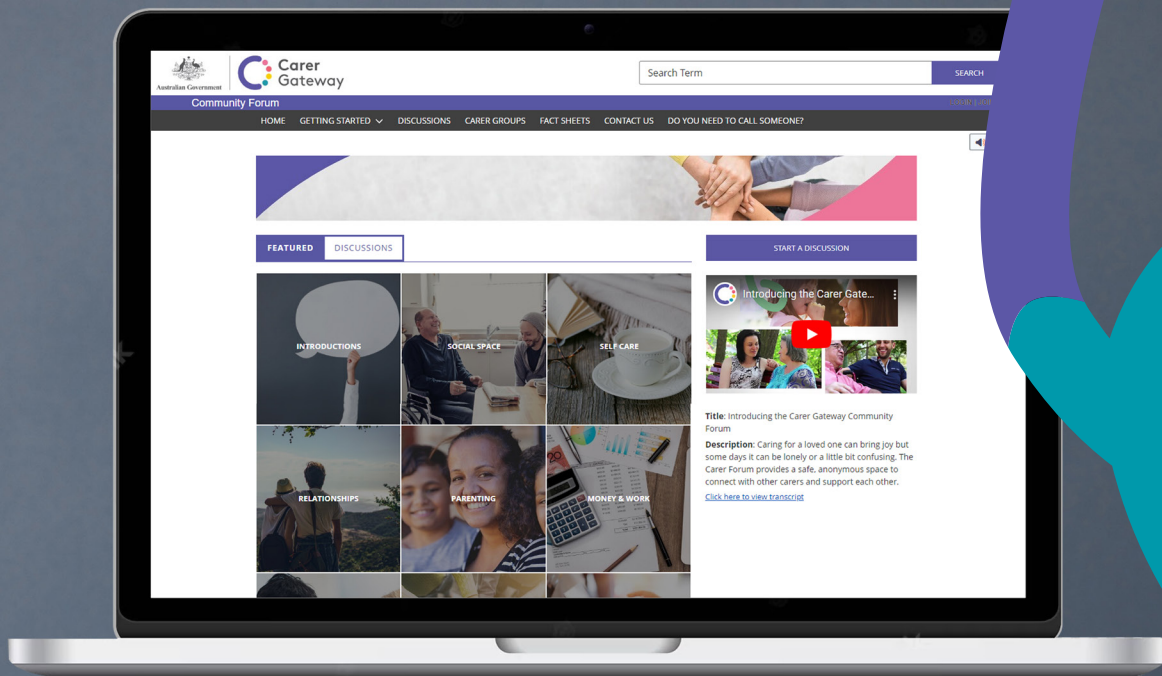 Australian Government
Carer
Gateway
Search Term
SEARCH
Community Forum
HOME GETTING STARTED DISCUSSIONS CARER GROUPS FACT SHEETS CONTACT US DO YOU NEED TO CALL SOMEONE?
FEATURED DISCUSSIONS
START A DISCUSSION
Introducing the Carer Gate...
INTRODUCTIONS SOCIAL SPACE SELF CARE
Title: Introducing the Carer Gateway Community
Forum
Description: Caring for a loved one can bring joy but
some days it can be lonely or a little bit confusing. The
Carer Forum provides a safe, anonymous space to
connect with other carers and support each other.
Click here to view transcript
RELATIONSHIPS PARENTING MONEY & WORK